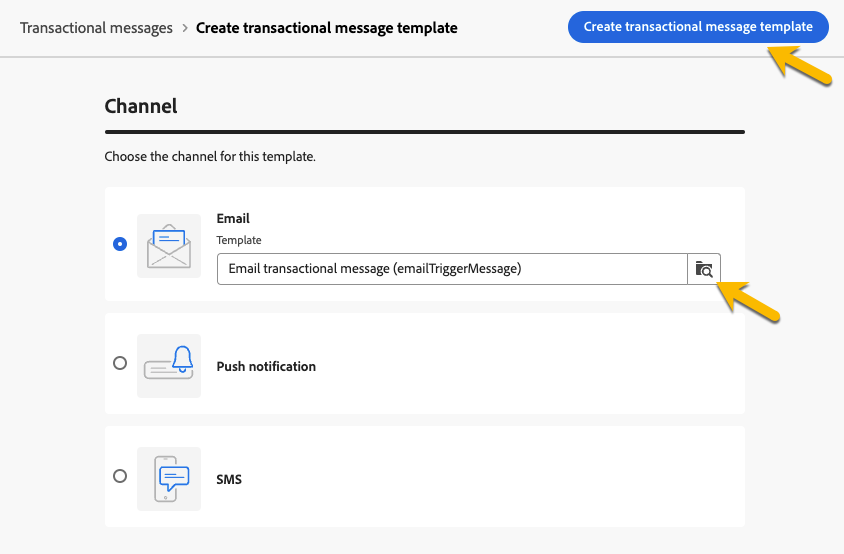 Transactional messages > Create transactional message template
Create transactional message template
Channel
Choose the channel for this template.
Email
Template
Email transactional message (emailTriggerMessage)
Push notification
SMS